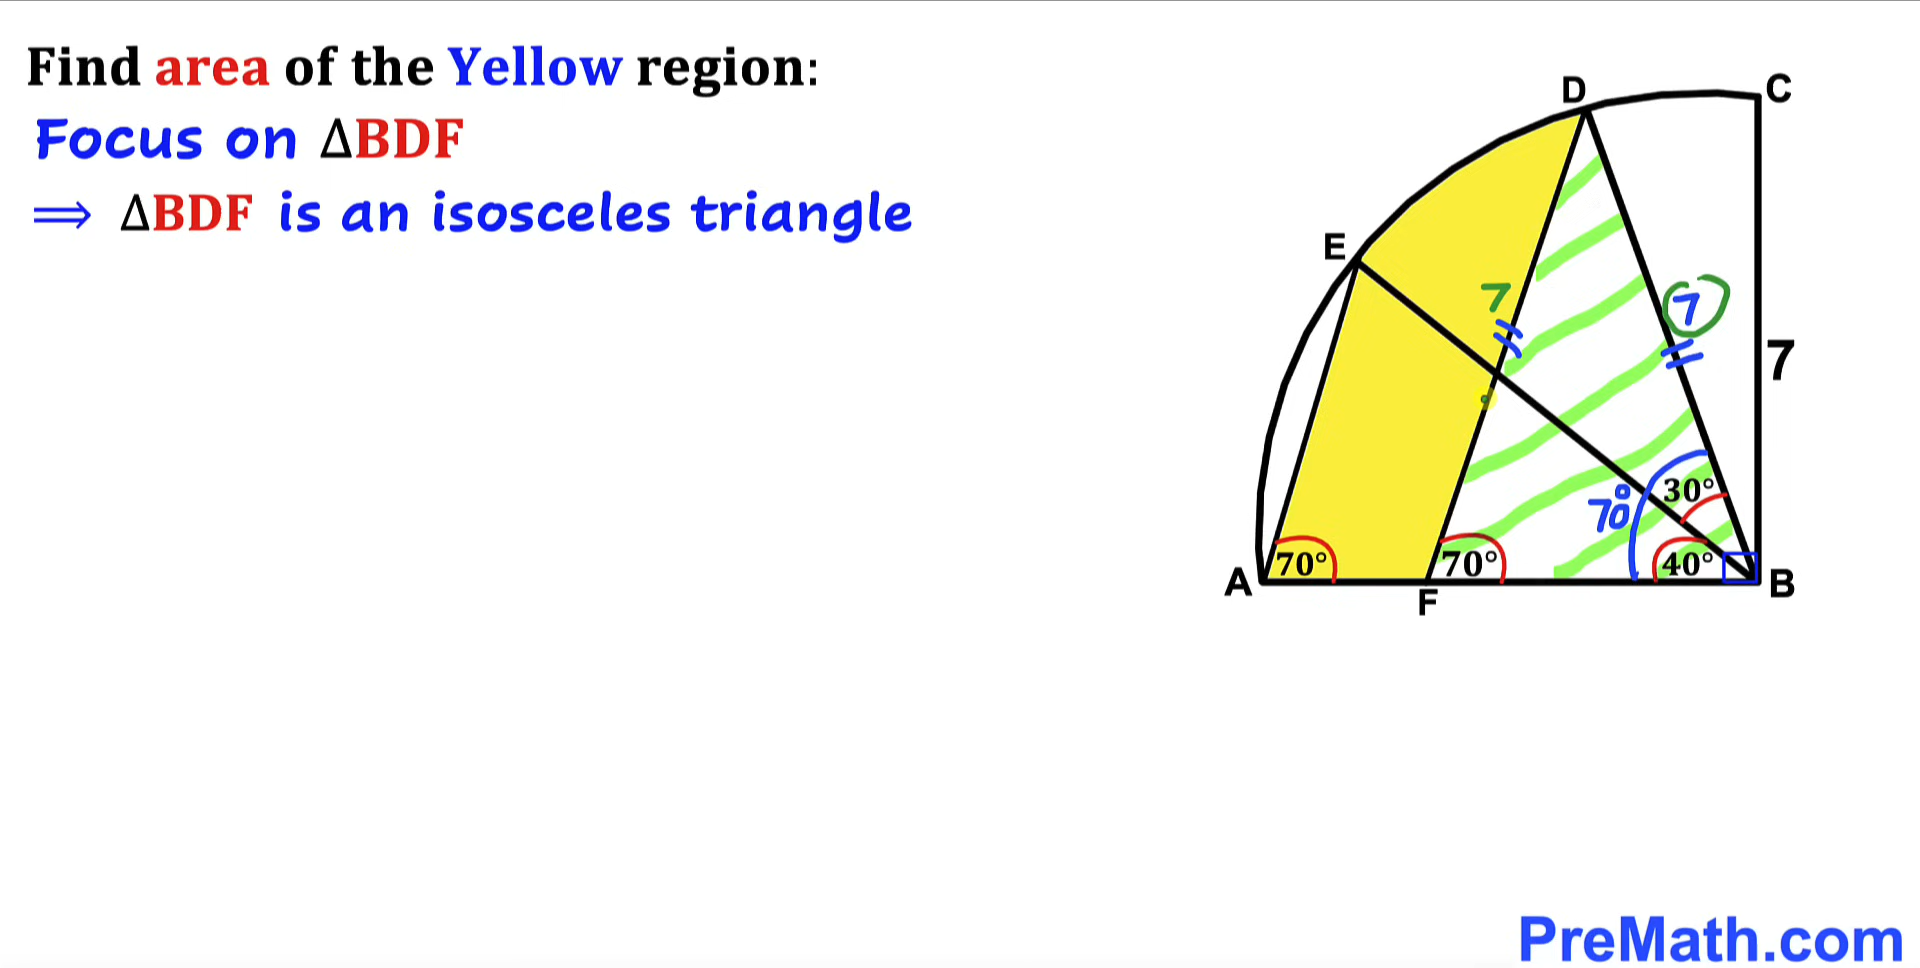 Find area of the Yellow region:
Focus on ΔBDF
⟹ ΔBDF is an isosceles triangle
D
C
E
7
7
7
30°
70°
70°
70°
40°
A
F
B
PreMath.com